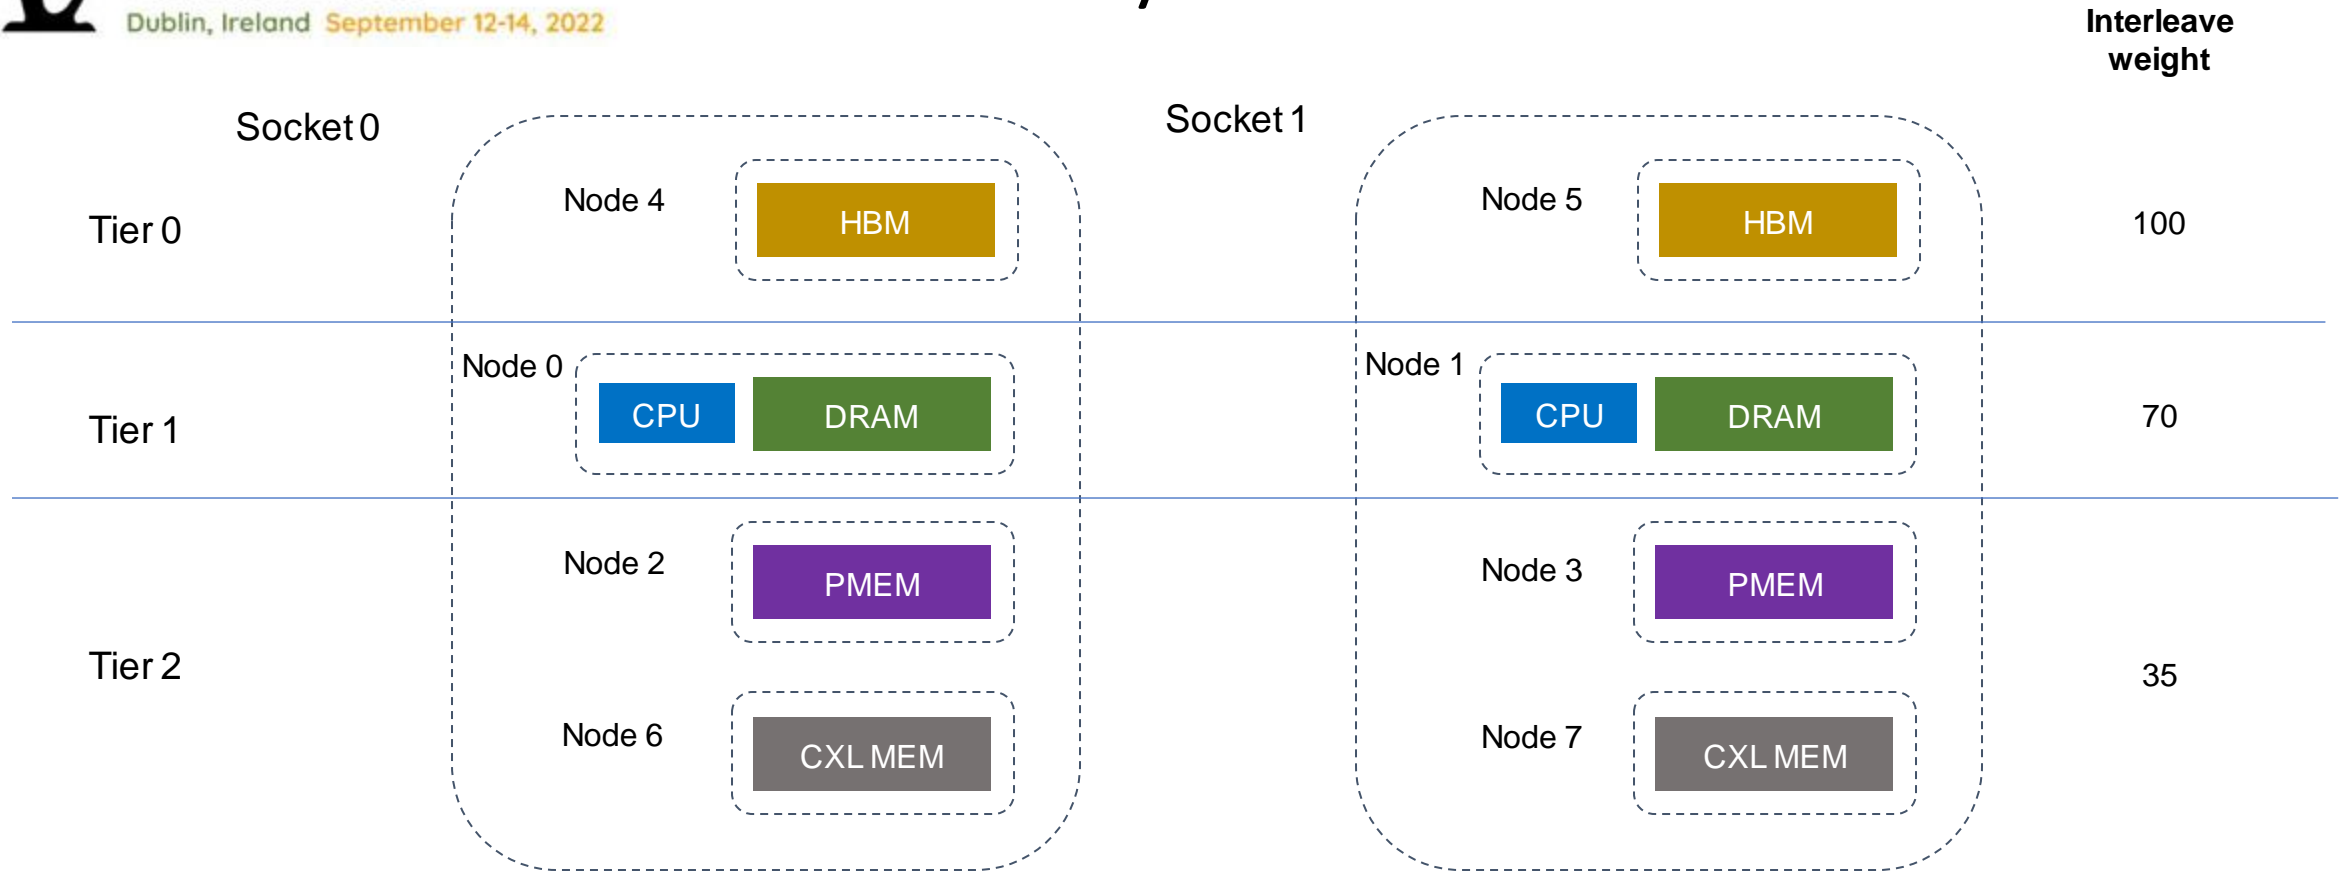 Dublin, Ireland September 12-14, 2022
Interleave
weight
Socket 0
Socket 1
Node 4
HBM
Node 5
HBM
Tier 0
100
Node 0
CPU
DRAM
Node 1
CPU
DRAM
Tier 1
70
Node 2
PMEM
Node 3
PMEM
Tier 2
35
Node 6
CXL MEM
Node 7
CXL MEM